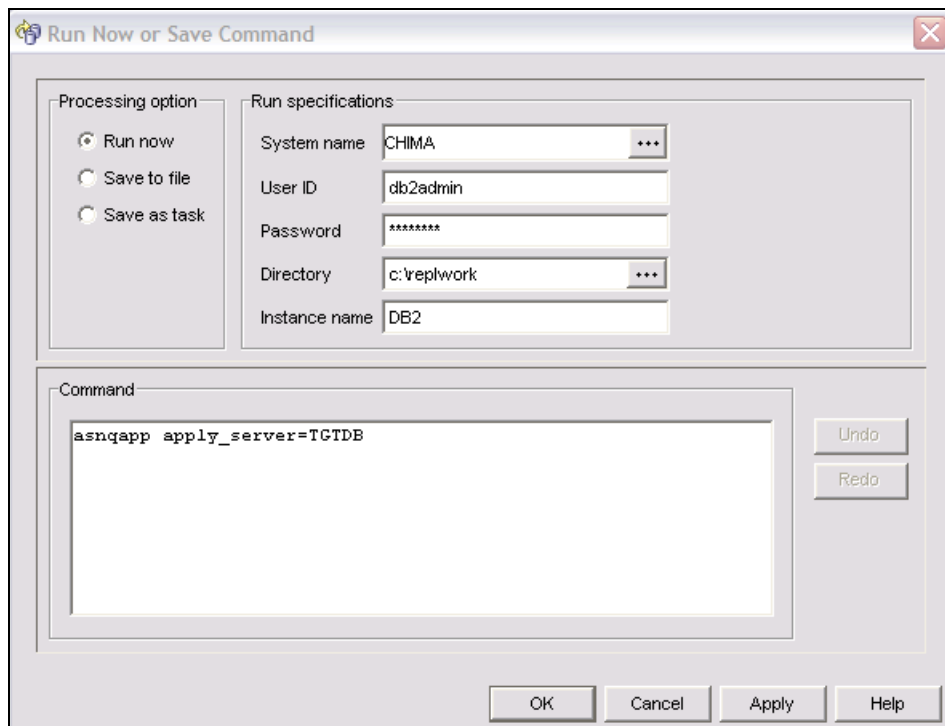 Run Now or Save Command
Processing option
Run now
Save to file
Save as task
Run specifications
System name CHIMA ...
User ID db2admin
Password ********
Directory c:\replwork ...
Instance name DB2
Command
asnqapp apply_server=TGTDB
Undo
Redo
OK Cancel Apply Help